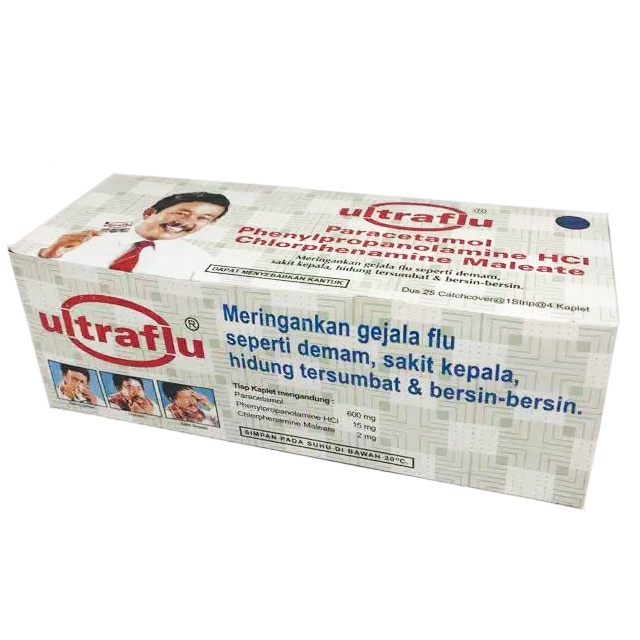 ultraflu®
Paracetamol
Phenylpropanolamine HCl
Chlorphenamine Maleate
Meringankan gejala flu seperti demam,
sakit kepala, hidung tersumbat & bersin-bersin.
DAPAT MENYEBABKAN KANTUK
Dus 25 Catchcover@1Strip@4 Kaplet
ultraflu®
Meringankan gejala flu
seperti demam, sakit kepala,
hidung tersumbat & bersin-bersin.
Tiap Kaplet mengandung :
Paracetamol 600 mg
Phenylpropanolamine HCl 15 mg
Chlorphenamine Maleate 2 mg
SIMPAN PADA SUHU DI BAWAH 30°C.